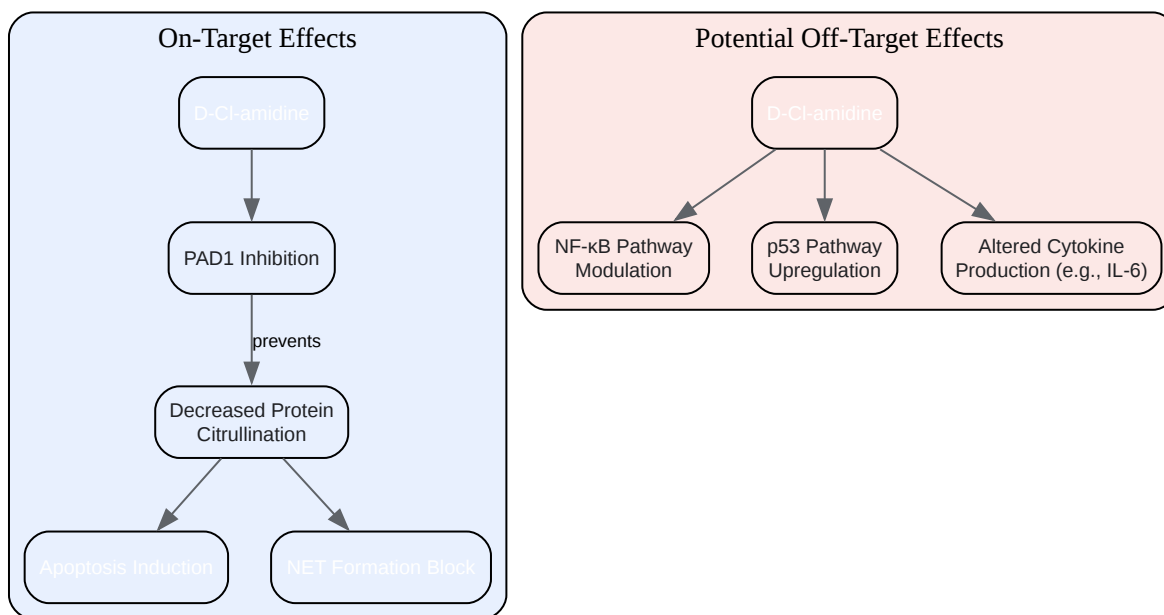 On-Target Effects
D-Cl-amidine
PAD1 Inhibition
prevents
Decreased Protein
Citrullination
Apoptosis Induction
NET Formation Block
Potential Off-Target Effects
D-Cl-amidine
NF-κB Pathway
Modulation
p53 Pathway
Upregulation
Altered Cytokine
Production (e.g., IL-6)